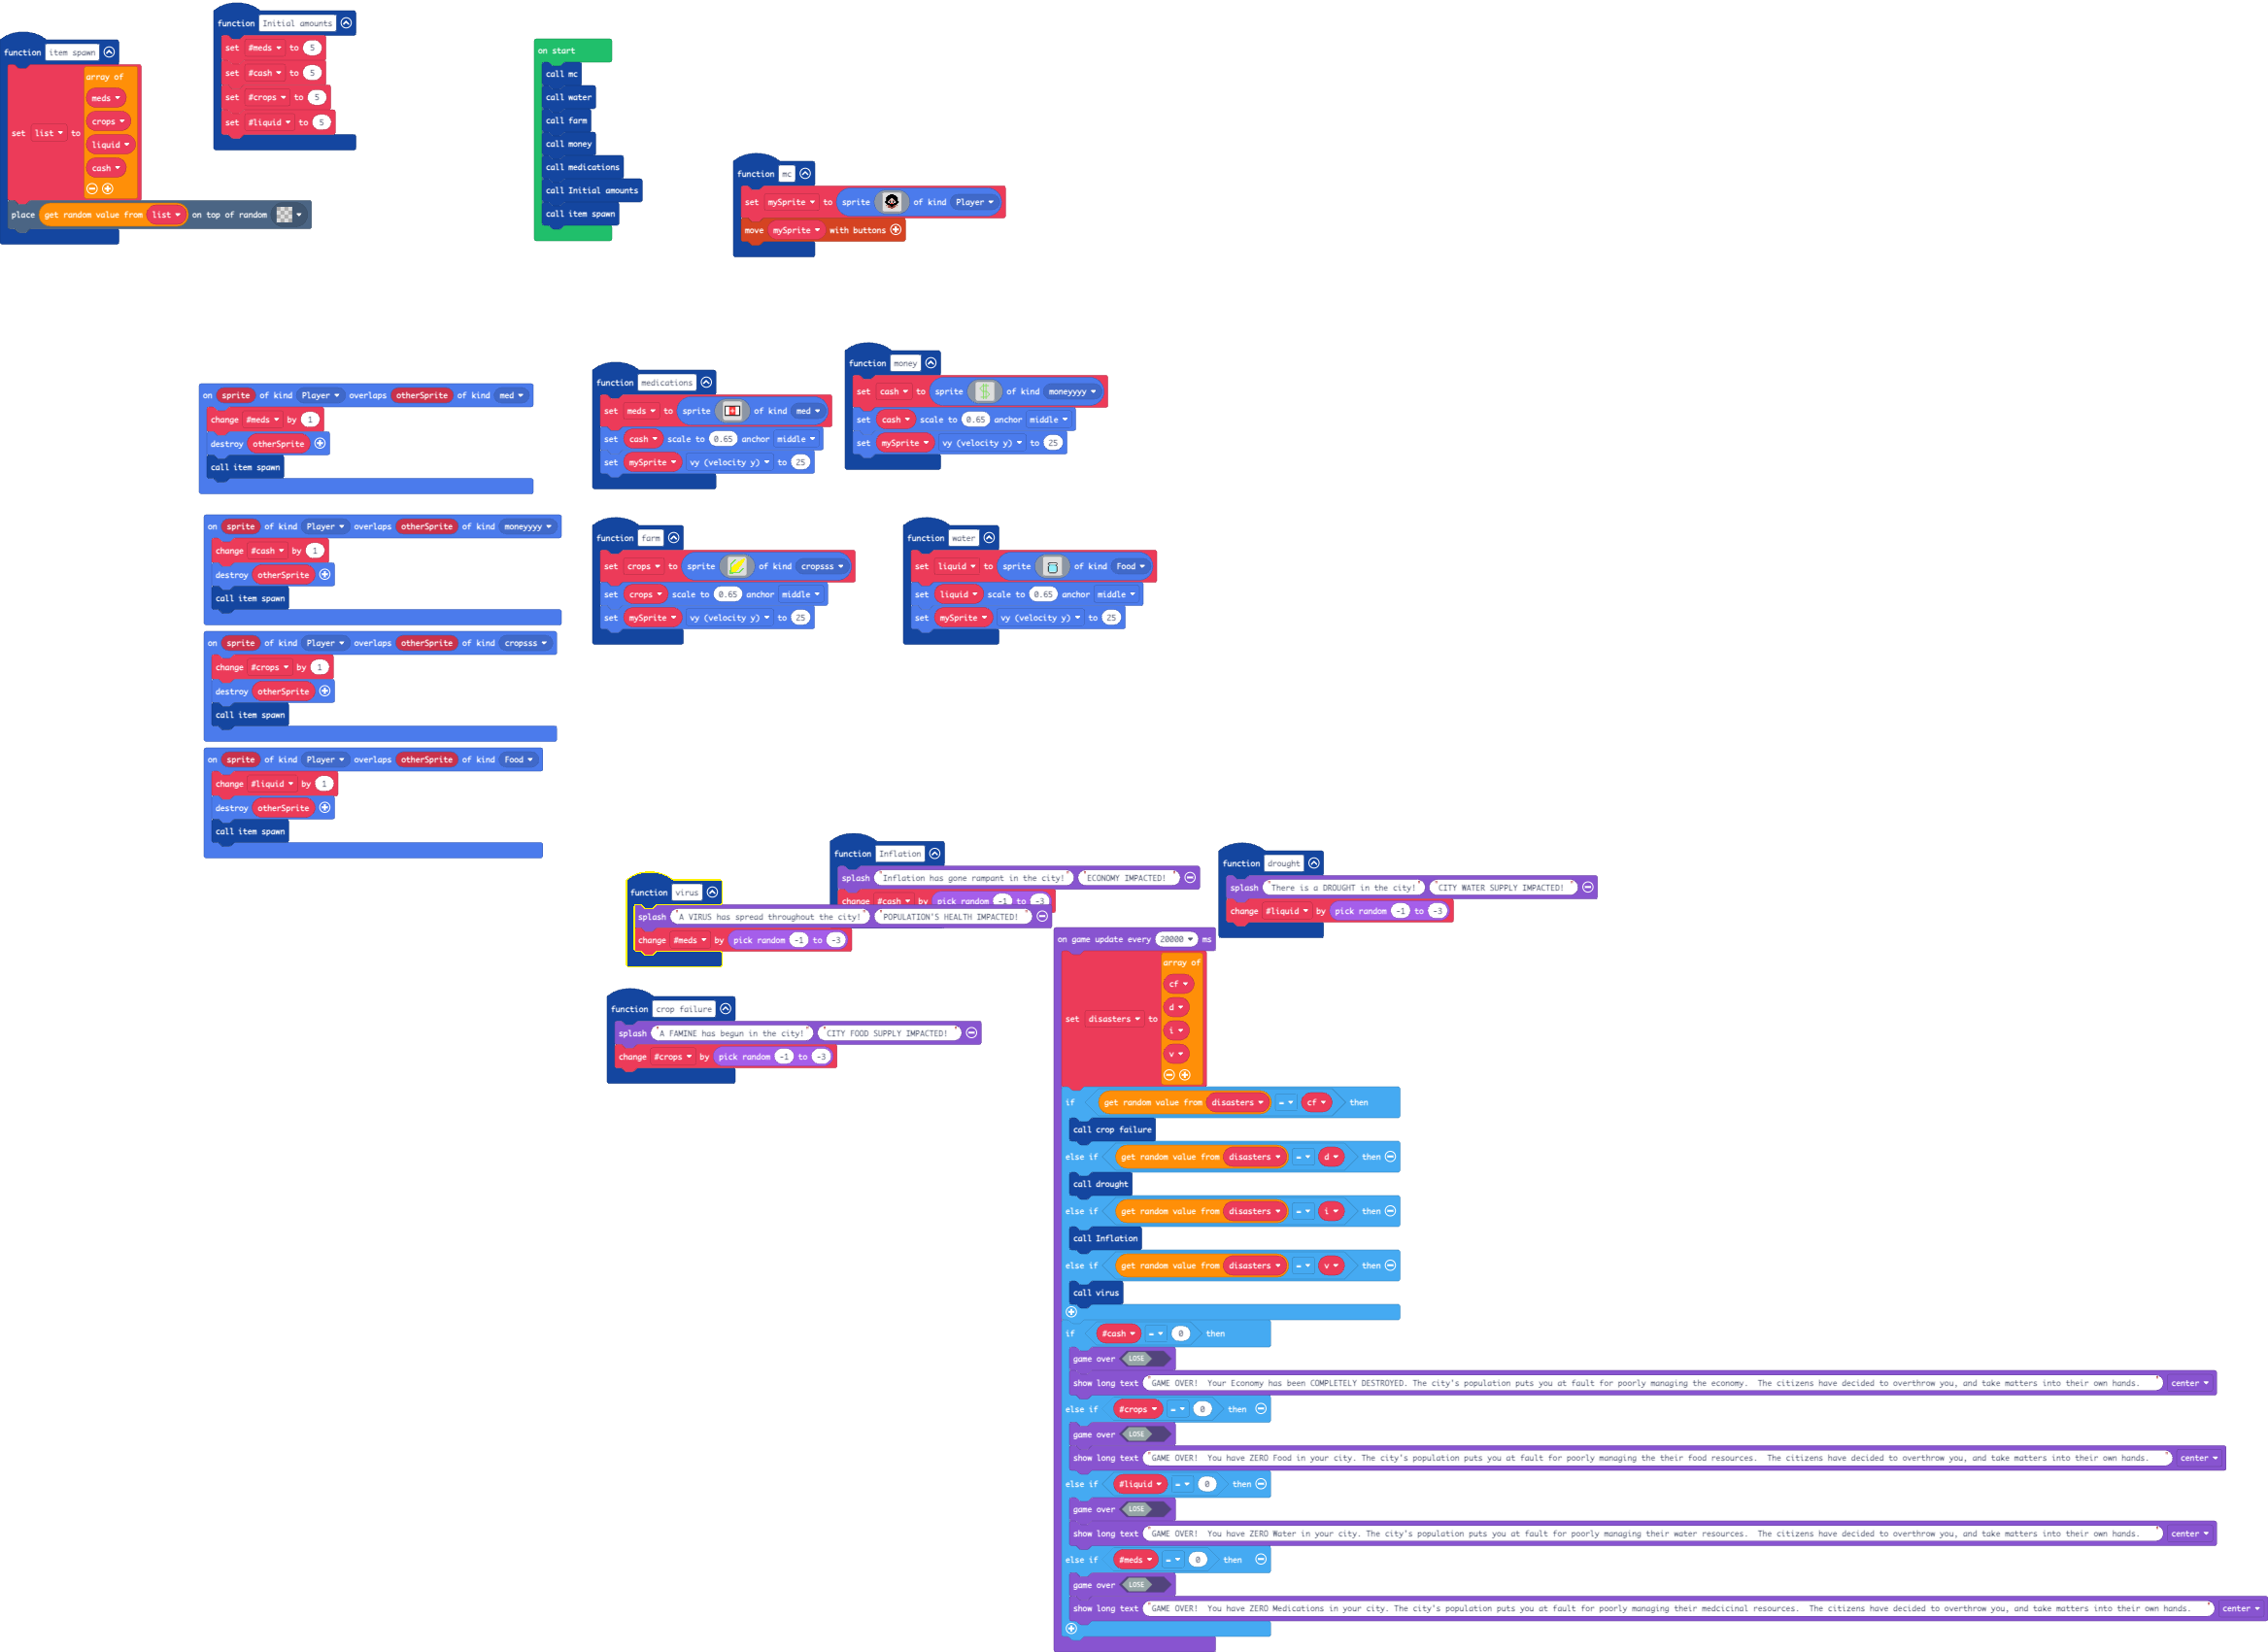 function Initial amounts
set #meds to 5
set #cash to 5
set #crops to 5
set #liquid to 5
function item spawn
set list to array of
meds
crops
liquid
cash
place get random value from list on top of random
on start
call mc
call water
call farm
call money
call medications
call Initial amounts
call item spawn
function mc
set mySprite to sprite of kind Player
move mySprite with buttons
on sprite of kind Player overlaps otherSprite of kind med
change #meds by 1
destroy otherSprite
call item spawn
function medications
set meds to sprite of kind med
set cash scale to 0.65 anchor middle
set mySprite vy (velocity y) to 25
function money
set cash to sprite of kind moneyyyy
set cash scale to 0.65 anchor middle
set mySprite vy (velocity y) to 25
on sprite of kind Player overlaps otherSprite of kind moneyyyy
change #cash by 1
destroy otherSprite
call item spawn
function farm
set crops to sprite of kind cropsss
set crops scale to 0.65 anchor middle
set mySprite vy (velocity y) to 25
function water
set liquid to sprite of kind Food
set liquid scale to 0.65 anchor middle
set mySprite vy (velocity y) to 25
on sprite of kind Player overlaps otherSprite of kind cropsss
change #crops by 1
destroy otherSprite
call item spawn
on sprite of kind Player overlaps otherSprite of kind Food
change #liquid by 1
destroy otherSprite
call item spawn
function Inflation
splash "Inflation has gone rampant in the city!" "ECONOMY IMPACTED!"
change #cash by pick random -1 to -3
function virus
splash "A VIRUS has spread throughout the city!" "POPULATION'S HEALTH IMPACTED!"
change #meds by pick random -1 to -3
function drought
splash "There is a DROUGHT in the city!" "CITY WATER SUPPLY IMPACTED!"
change #liquid by pick random -1 to -3
function crop failure
splash "A FAMINE has begun in the city!" "CITY FOOD SUPPLY IMPACTED!"
change #crops by pick random -1 to -3
on game update every 20000 ms
set disasters to array of
cf
d
i
v
if get random value from disasters = cf then
call crop failure
else if get random value from disasters = d then
call drought
else if get random value from disasters = i then
call Inflation
else if get random value from disasters = v then
call virus
if #cash = 0 then
game over LOSE
show long text "GAME OVER! Your Economy has been COMPLETELY DESTROYED. The city's population puts you at fault for poorly managing the economy. The citizens have decided to overthrow you, and take matters into their own hands." center
else if #crops = 0 then
game over LOSE
show long text "GAME OVER! You have ZERO Food in your city. The city's population puts you at fault for poorly managing the their food resources. The citizens have decided to overthrow you, and take matters into their own hands." center
else if #liquid = 0 then
game over LOSE
show long text "GAME OVER! You have ZERO Water in your city. The city's population puts you at fault for poorly managing their water resources. The citizens have decided to overthrow you, and take matters into their own hands." center
else if #meds = 0 then
game over LOSE
show long text "GAME OVER! You have ZERO Medications in your city. The city's population puts you at fault for poorly managing their medcicinal resources. The citizens have decided to overthrow you, and take matters into their own hands." center